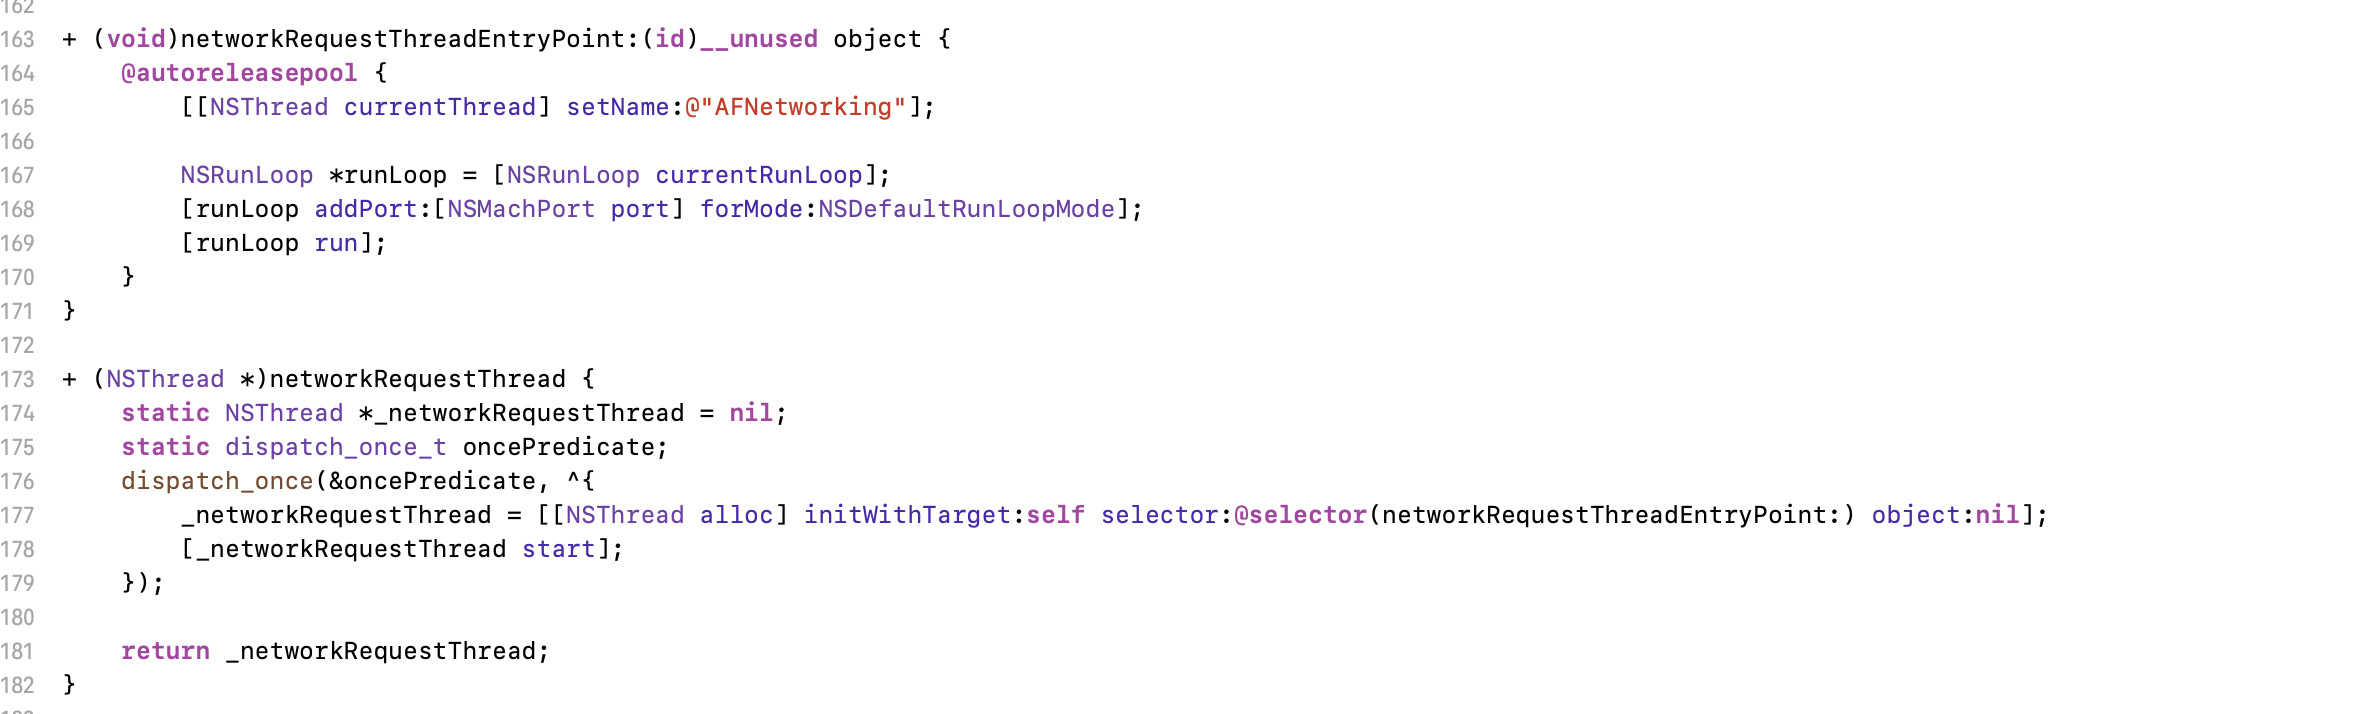 162
163 + (void)networkRequestThreadEntryPoint:(id)__unused object {
164     @autoreleasepool {
165         [[NSThread currentThread] setName:@"AFNetworking"];
166
167         NSRunLoop *runLoop = [NSRunLoop currentRunLoop];
168         [runLoop addPort:[NSMachPort port] forMode:NSDefaultRunLoopMode];
169         [runLoop run];
170     }
171 }
172
173 + (NSThread *)networkRequestThread {
174     static NSThread *_networkRequestThread = nil;
175     static dispatch_once_t oncePredicate;
176     dispatch_once(&oncePredicate, ^{
177         _networkRequestThread = [[NSThread alloc] initWithTarget:self selector:@selector(networkRequestThreadEntryPoint:) object:nil];
178         [_networkRequestThread start];
179     });
180
181     return _networkRequestThread;
182 }